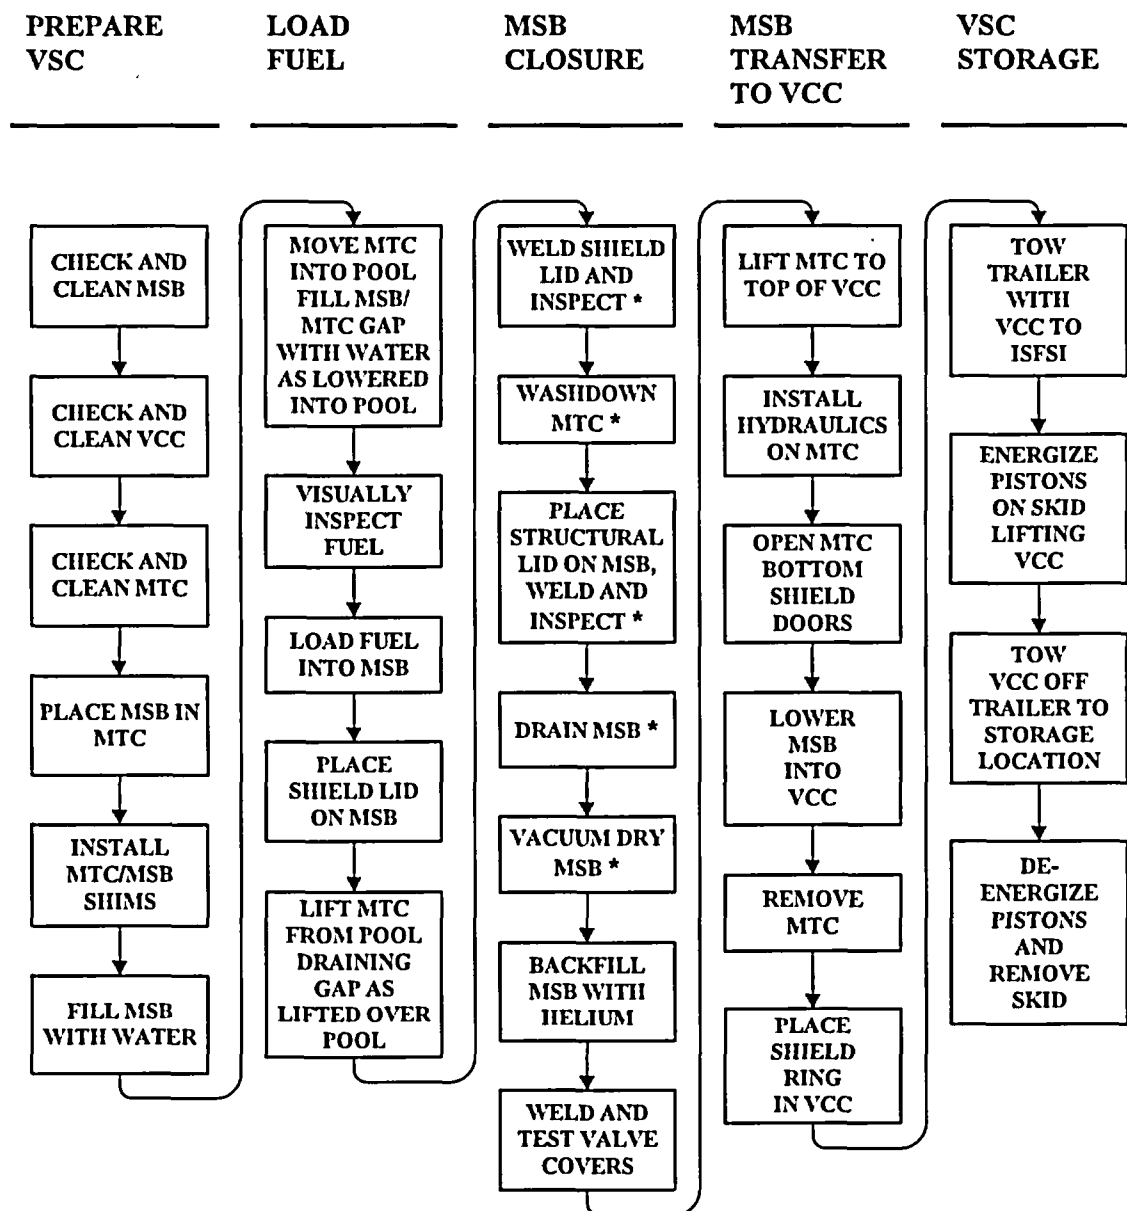 PREPARE
VSC
LOAD
FUEL
MSB
CLOSURE
MSB
TRANSFER
TO VCC
VSC
STORAGE
CHECK AND
CLEAN MSB
CHECK AND
CLEAN VCC
CHECK AND
CLEAN MTC
PLACE MSB IN
MTC
INSTALL
MTC/MSB
SHIMS
FILL MSB
WITH WATER
MOVE MTC
INTO POOL
FILL MSB/
MTC GAP
WITH WATER
AS LOWERED
INTO POOL
VISUALLY
INSPECT
FUEL
LOAD FUEL
INTO MSB
PLACE
SHIELD LID
ON MSB
LIFT MTC
FROM POOL
DRAINING
GAP AS
LIFTED OVER
POOL
WELD SHIELD
LID AND
INSPECT *
WASHDOWN
MTC *
PLACE
STRUCTURAL
LID ON MSB,
WELD AND
INSPECT *
DRAIN MSB *
VACUUM DRY
MSB *
BACKFILL
MSB WITH
HELIUM
WELD AND
TEST VALVE
COVERS
LIFT MTC TO
TOP OF VCC
INSTALL
HYDRAULICS
ON MTC
OPEN MTC
BOTTOM
SHIELD
DOORS
LOWER
MSB
INTO
VCC
REMOVE
MTC
PLACE
SHIELD
RING
IN VCC
TOW
TRAILER
WITH
VCC TO
ISFSI
ENERGIZE
PISTONS
ON SKID
LIFTING
VCC
TOW
VCC OFF
TRAILER TO
STORAGE
LOCATION
DE-
ENERGIZE
PISTONS
AND
REMOVE
SKID